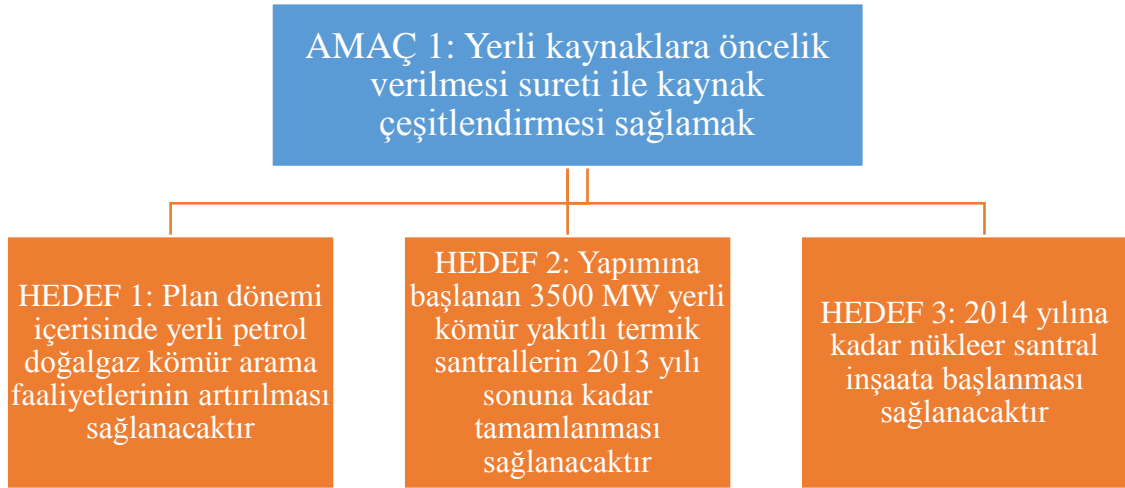 AMAÇ 1: Yerli kaynaklara öncelik
verilmesi sureti ile kaynak
çeşitlendirmesi sağlamak
HEDEF 1: Plan dönemi
içerisinde yerli petrol
doğalgaz kömür arama
faaliyetlerinin artırılması
sağlanacaktır
HEDEF 2: Yapımına
başlanan 3500 MW yerli
kömür yakıtlı termik
santrallerin 2013 yılı
sonuna kadar
tamamlanması
sağlanacaktır
HEDEF 3: 2014 yılına
kadar nükleer santral
inşaata başlanması
sağlanacaktır